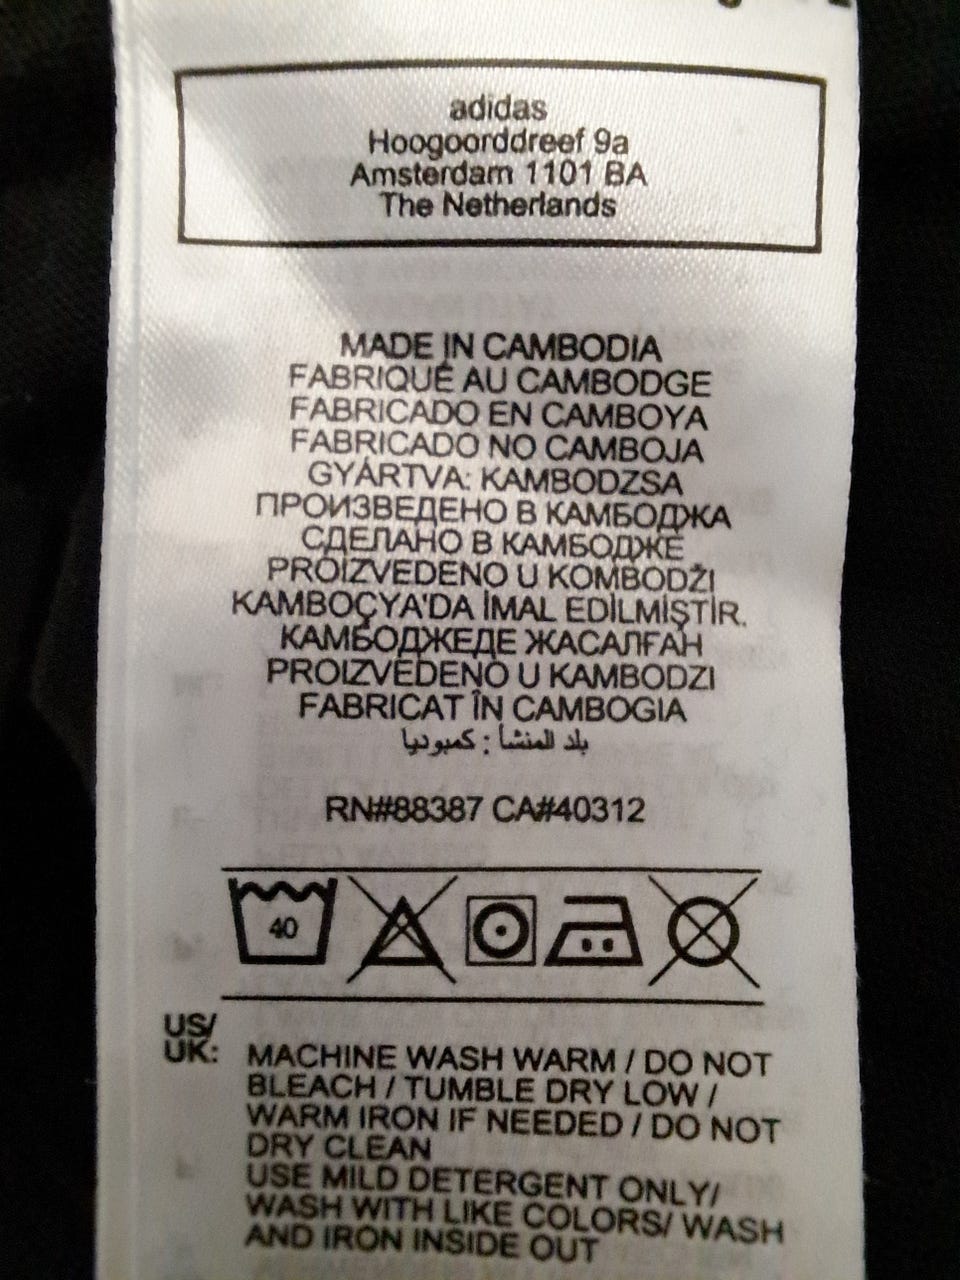 adidas
Hoogoorddreef 9a
Amsterdam 1101 BA
The Netherlands
MADE IN CAMBODIA
FABRIQUÉ AU CAMBODGE
FABRICADO EN CAMBOYA
FABRICADO NO CAMBOJA
GYÁRTVA: KAMBODZSA
ПРОИЗВЕДЕНО В КАМБОДЖА
СДЕЛАНО В КАМБОДЖЕ
PROIZVEDENO U KOMBODŽI
KAMBOÇYA'DA İMAL EDİLMİŞTİR.
КАМБОДЖЕДЕ ЖАСАЛҒАН
PROIZVEDENO U KAMBODZI
FABRICAT ÎN CAMBOGIA
بلد المنشأ : كمبوديا
RN#88387 CA#40312
40
US/
UK:
MACHINE WASH WARM / DO NOT
BLEACH / TUMBLE DRY LOW /
WARM IRON IF NEEDED / DO NOT
DRY CLEAN
USE MILD DETERGENT ONLY/
WASH WITH LIKE COLORS/ WASH
AND IRON INSIDE OUT